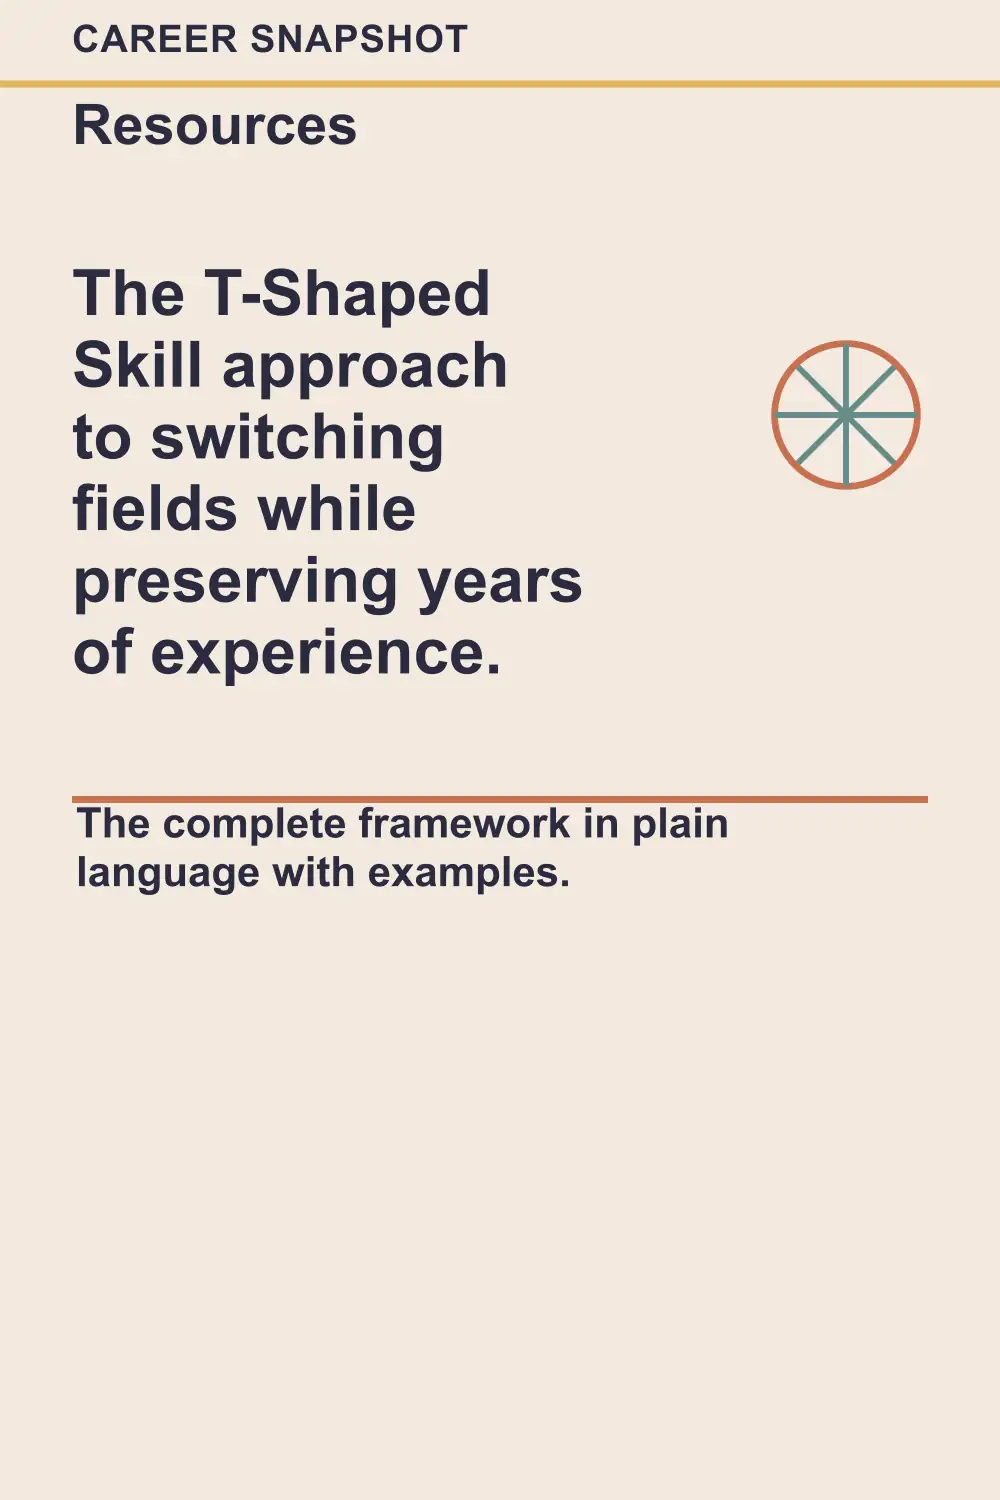 CAREER SNAPSHOT
Resources
The T-Shaped
Skill approach
to switching
fields while
preserving years
of experience.
The complete framework in plain
language with examples.